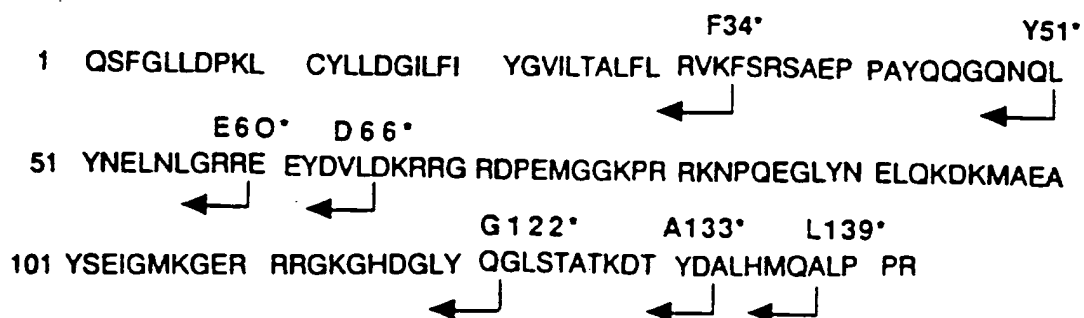 F34* Y51*
1 QSFGLLDPKL CYLLDGILFI YGVILTALFL RVKFSRSAEP PAYQQGQNQL
E60* D66*
51 YNELNLGRRE EYDVLDKRRG RDPEMGGKPR RKNPQEGLYN ELQKDKMAEA
G122* A133* L139*
101 YSEIGMKGER RRGKGHDGLY QGLSTATKDT YDALHMQALP PR